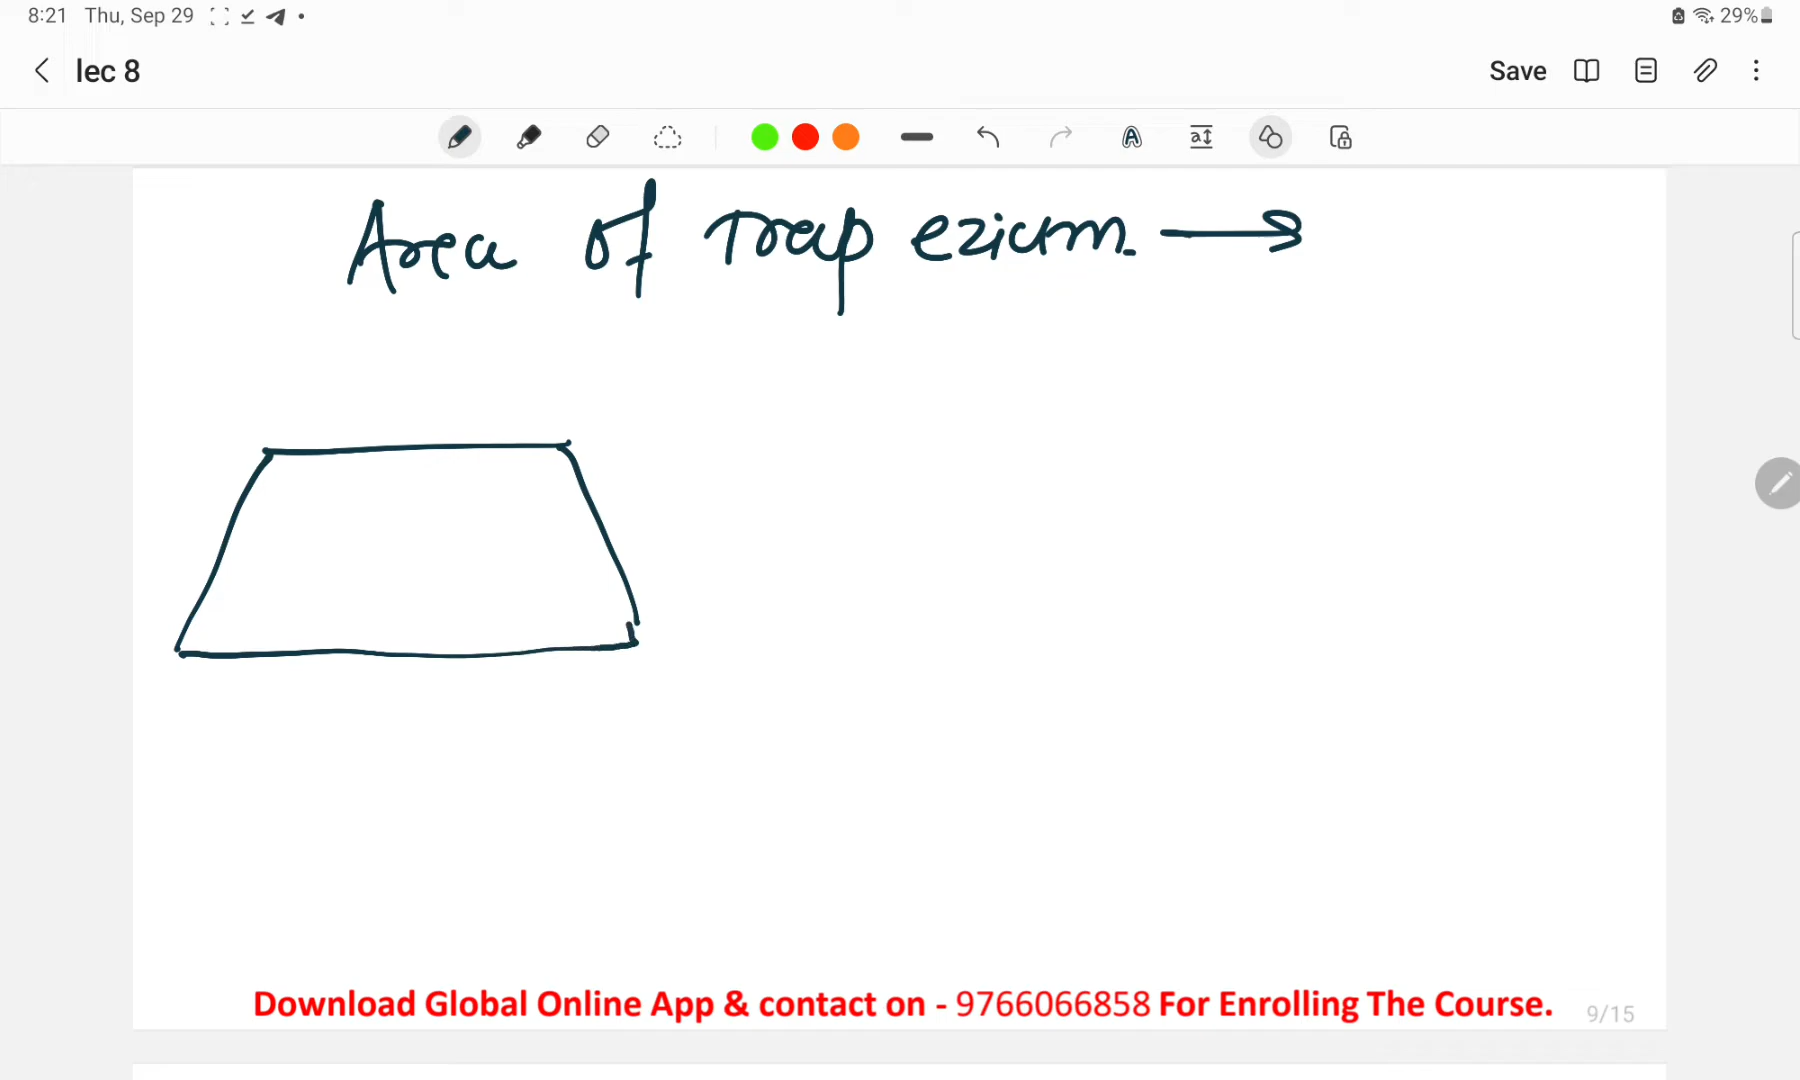 8:21 Thu, Sep 29 29%
lec 8 Save
Area of Trapezium. →
Download Global Online App & contact on - 9766066858 For Enrolling The Course.
9/15